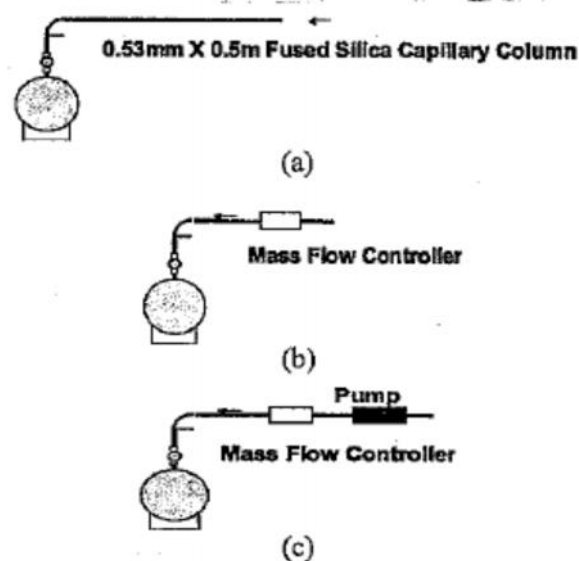 0.53mm X 0.5m Fused Silica Capillary Column
(a)
Mass Flow Controller
(b)
Pump
Mass Flow Controller
(c)